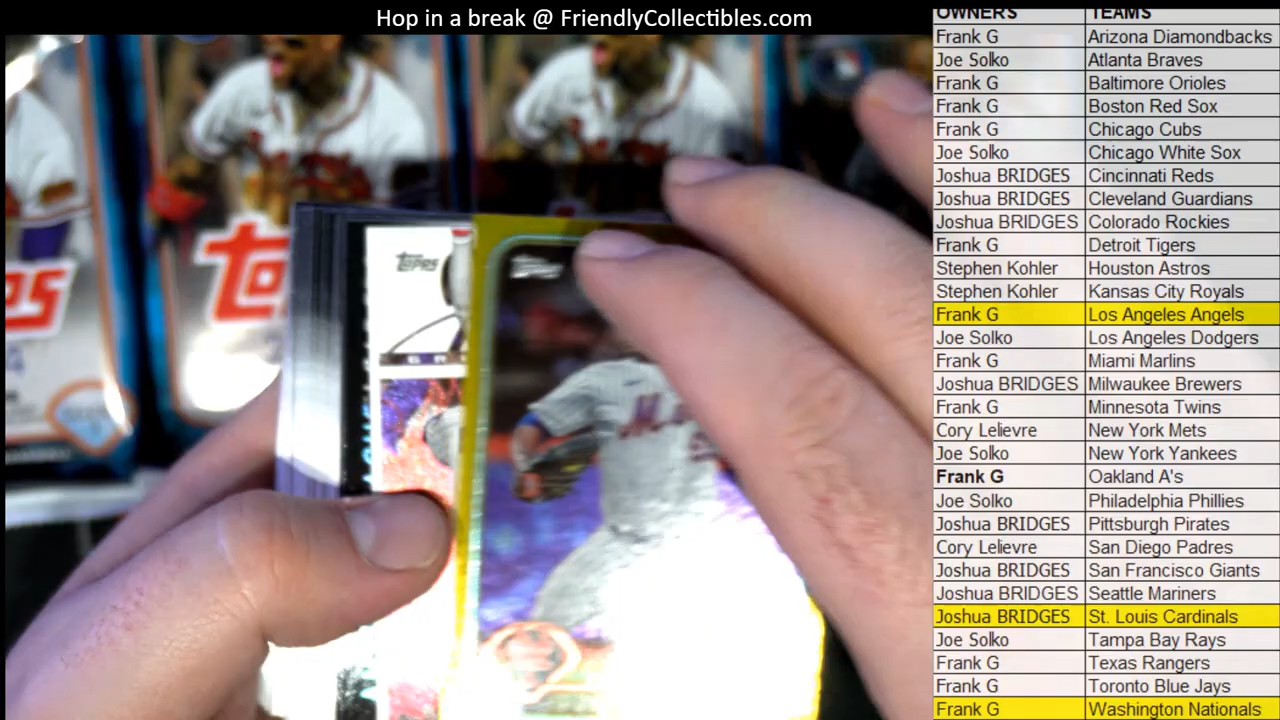 Hop in a break @ FriendlyCollectibles.com
OWNERS TEAMS
Frank G Arizona Diamondbacks
Joe Solko Atlanta Braves
Frank G Baltimore Orioles
Frank G Boston Red Sox
Frank G Chicago Cubs
Joe Solko Chicago White Sox
Joshua BRIDGES Cincinnati Reds
Joshua BRIDGES Cleveland Guardians
Joshua BRIDGES Colorado Rockies
Frank G Detroit Tigers
Stephen Kohler Houston Astros
Stephen Kohler Kansas City Royals
Frank G Los Angeles Angels
Joe Solko Los Angeles Dodgers
Frank G Miami Marlins
Joshua BRIDGES Milwaukee Brewers
Frank G Minnesota Twins
Cory Lelievre New York Mets
Joe Solko New York Yankees
Frank G Oakland A's
Joe Solko Philadelphia Phillies
Joshua BRIDGES Pittsburgh Pirates
Cory Lelievre San Diego Padres
Joshua BRIDGES San Francisco Giants
Joshua BRIDGES Seattle Mariners
Joshua BRIDGES St. Louis Cardinals
Joe Solko Tampa Bay Rays
Frank G Texas Rangers
Frank G Toronto Blue Jays
Frank G Washington Nationals
TOPPS
Topps